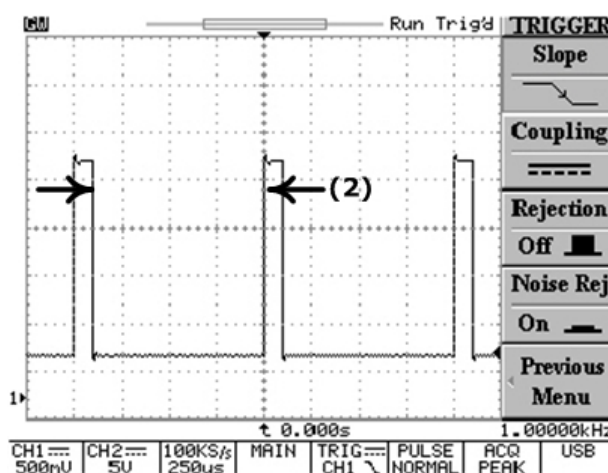 GW Run Trig'd TRIGGER
Slope
Coupling
(2)
Rejection
Off
Noise Rej
On
Previous
Menu
1
t 0.000s 1.00000kHz
CH1 CH2 100KS/s MAIN TRIG PULSE ACQ USB
500mV 5V 250us CH1 NORMAL PEAK